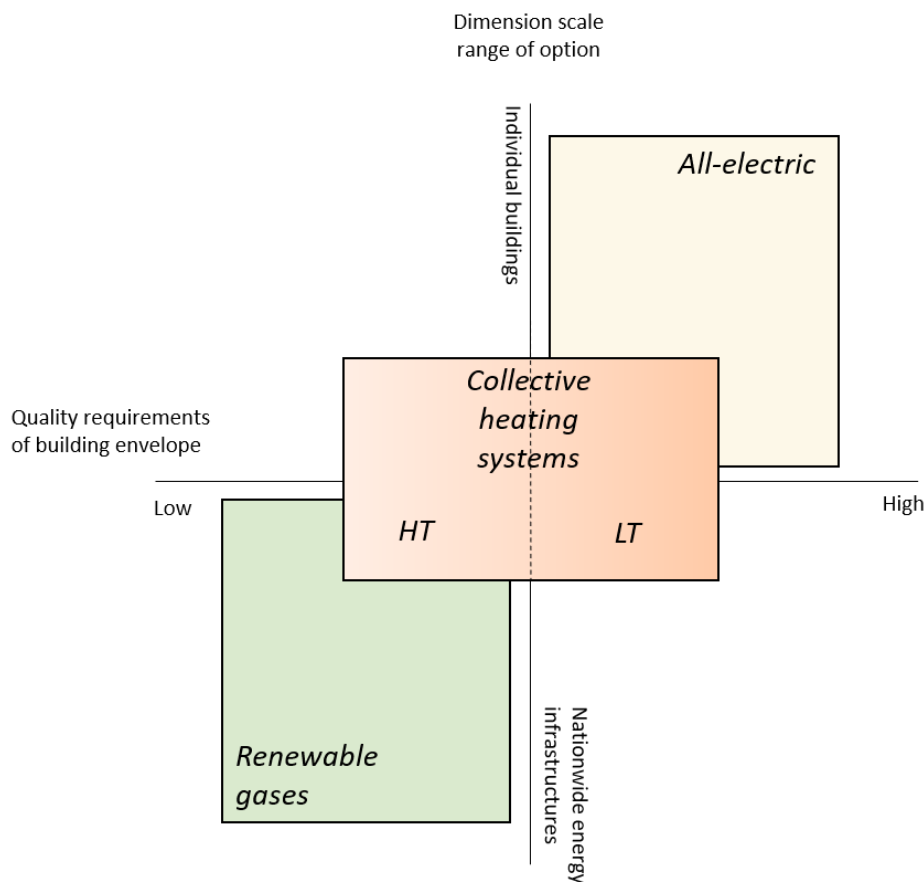 Dimension scale
range of option
Individual buildings
All-electric
Collective
heating
systems
Quality requirements
of building envelope
Low
High
HT
LT
Renewable
gases
Nationwide energy
infrastructures